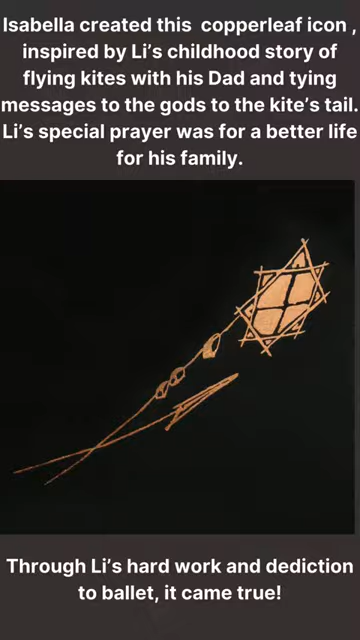 Isabella created this  copperleaf icon ,
inspired by Li’s childhood story of
flying kites with his Dad and tying
messages to the gods to the kite’s tail.
Li’s special prayer was for a better life
for his family.
Through Li’s hard work and dediction
to ballet, it came true!